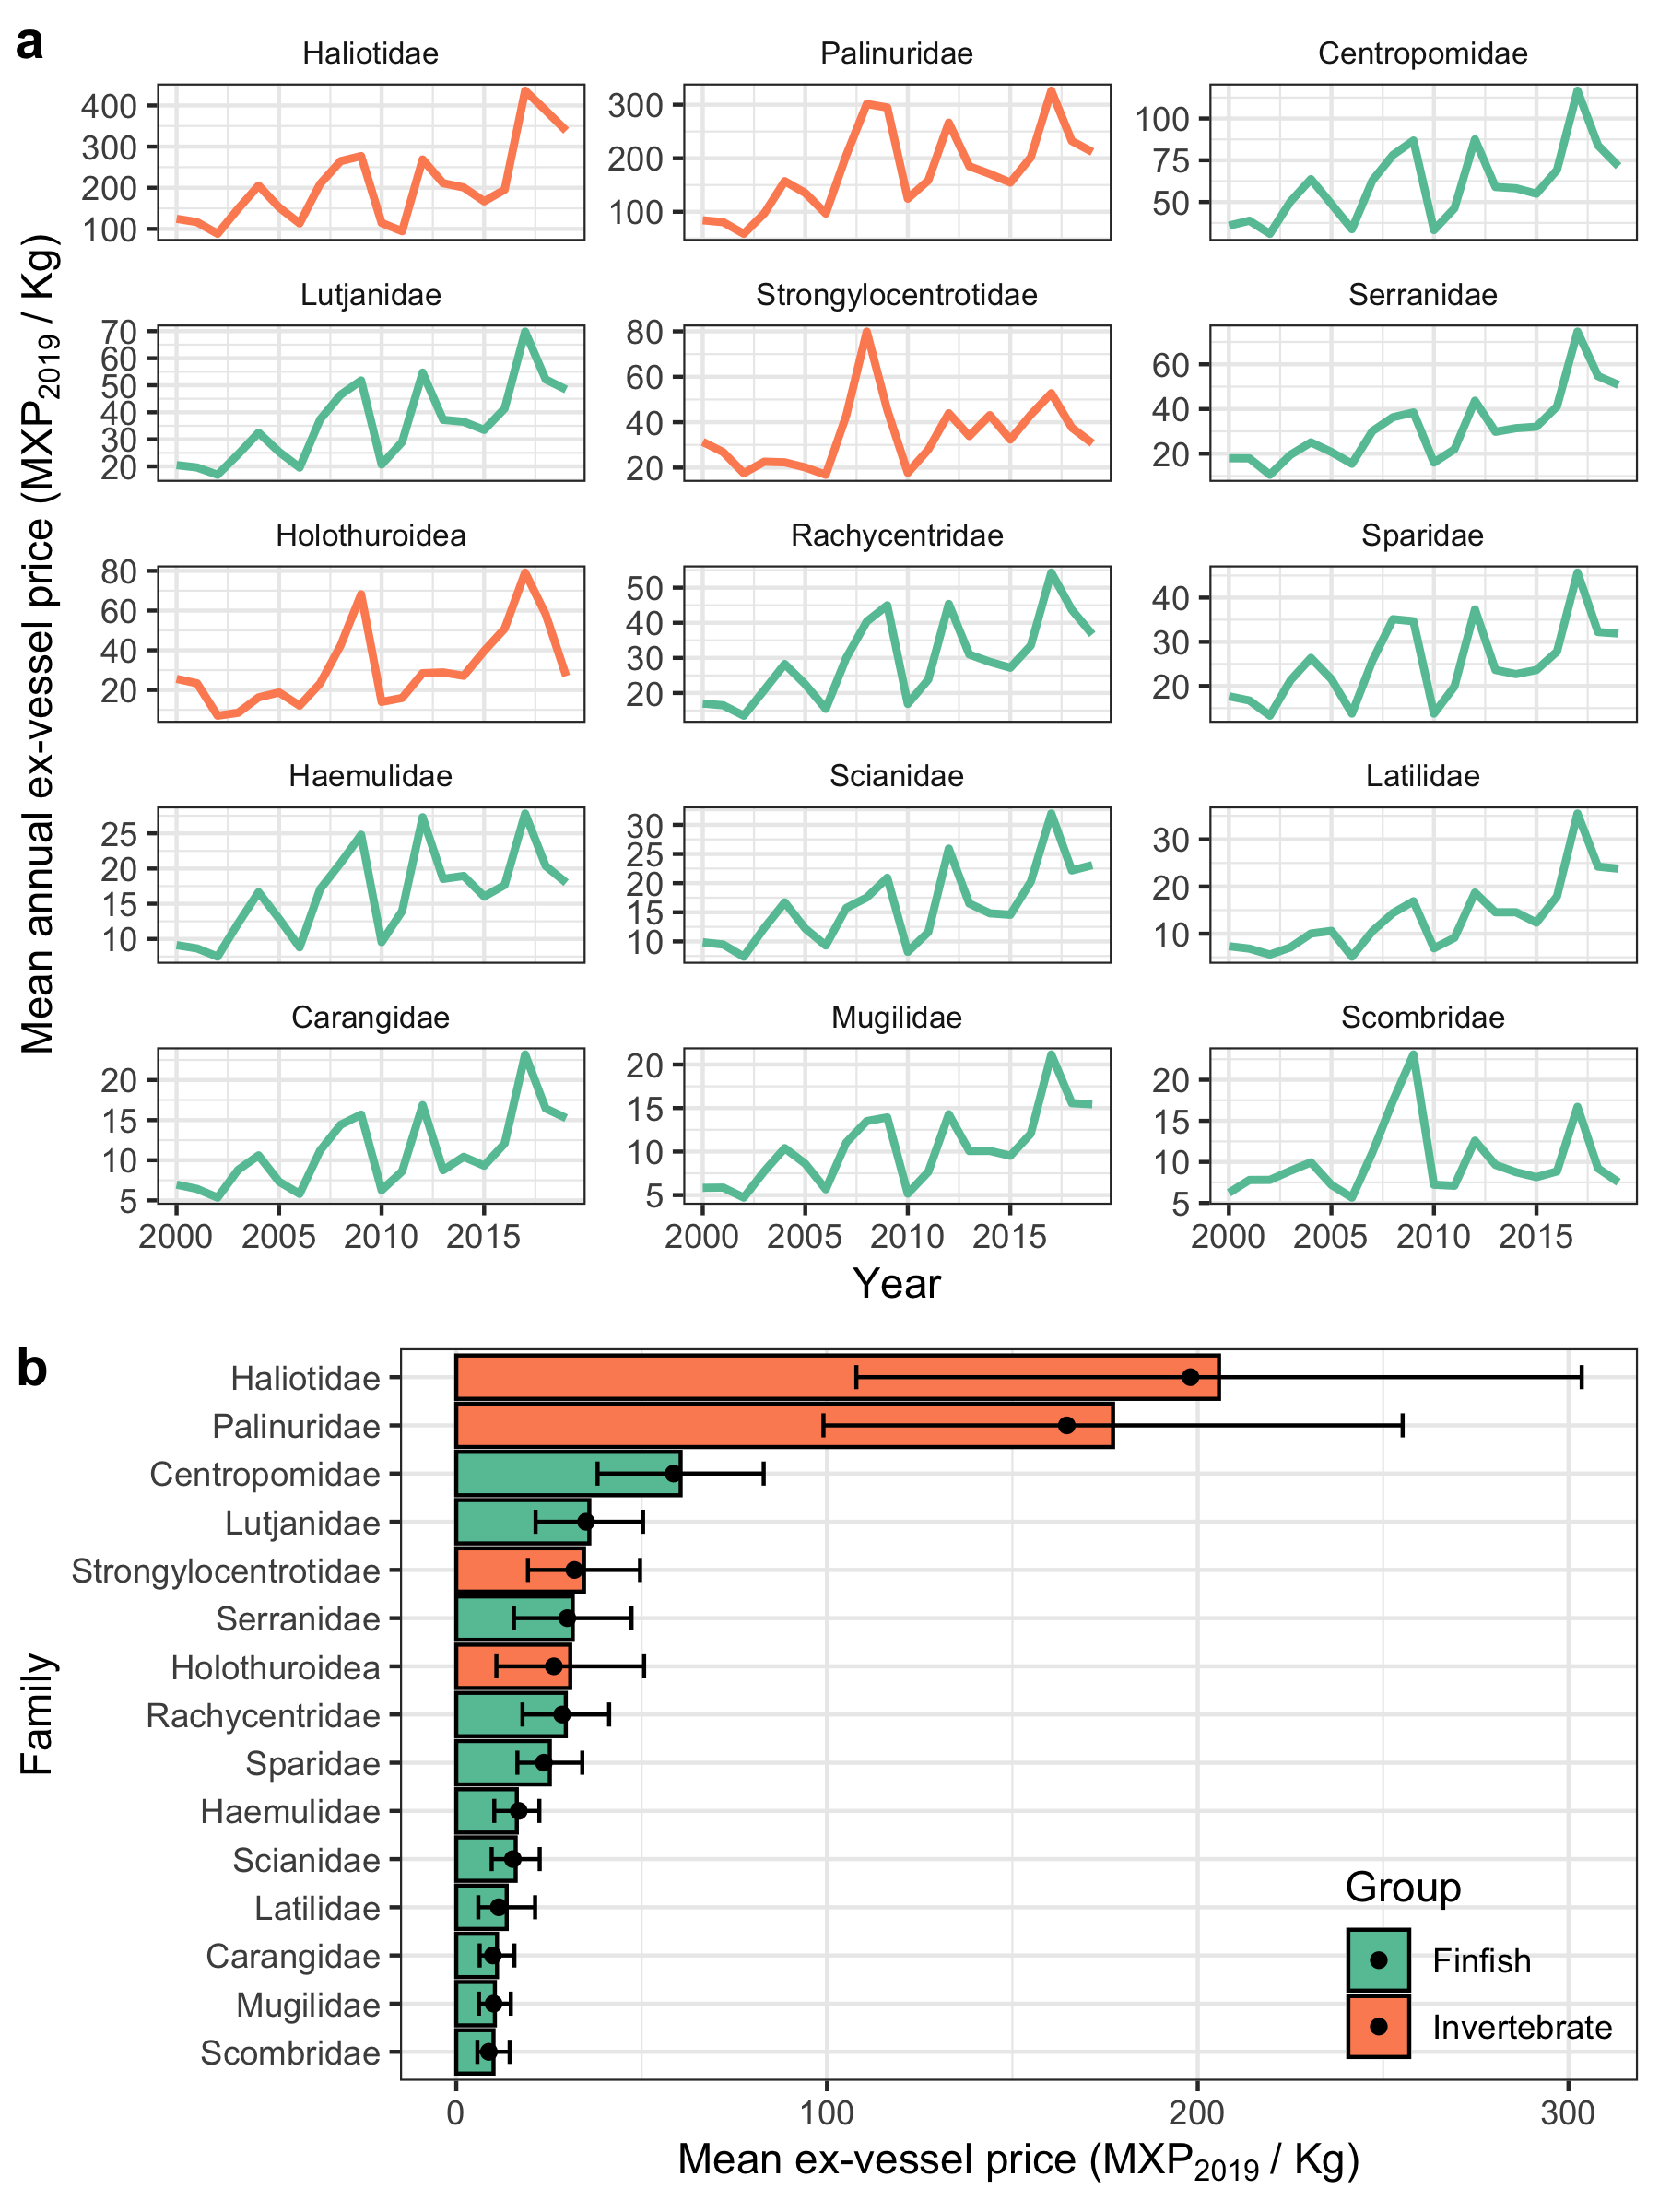 a
Haliotidae Palinuridae Centropomidae
400 300 200 100
300 200 100
100 75 50
Lutjanidae Strongylocentrotidae Serranidae
70 60 50 40 30 20
80 60 40 20
60 40 20
Holothuroidea Rachycentridae Sparidae
80 60 40 20
50 40 30 20
40 30 20
Haemulidae Scianidae Latilidae
25 20 15 10
30 25 20 15 10
30 20 10
Carangidae Mugilidae Scombridae
20 15 10 5
20 15 10 5
20 15 10 5
2000 2005 2010 2015 2000 2005 2010 2015 2000 2005 2010 2015
Year
Mean annual ex-vessel price (MXP2019 / Kg)
b
Haliotidae
Palinuridae
Centropomidae
Lutjanidae
Strongylocentrotidae
Serranidae
Holothuroidea
Rachycentridae
Sparidae
Haemulidae
Scianidae
Latilidae
Carangidae
Mugilidae
Scombridae
Family
Group
Finfish
Invertebrate
0 100 200 300
Mean ex-vessel price (MXP2019 / Kg)